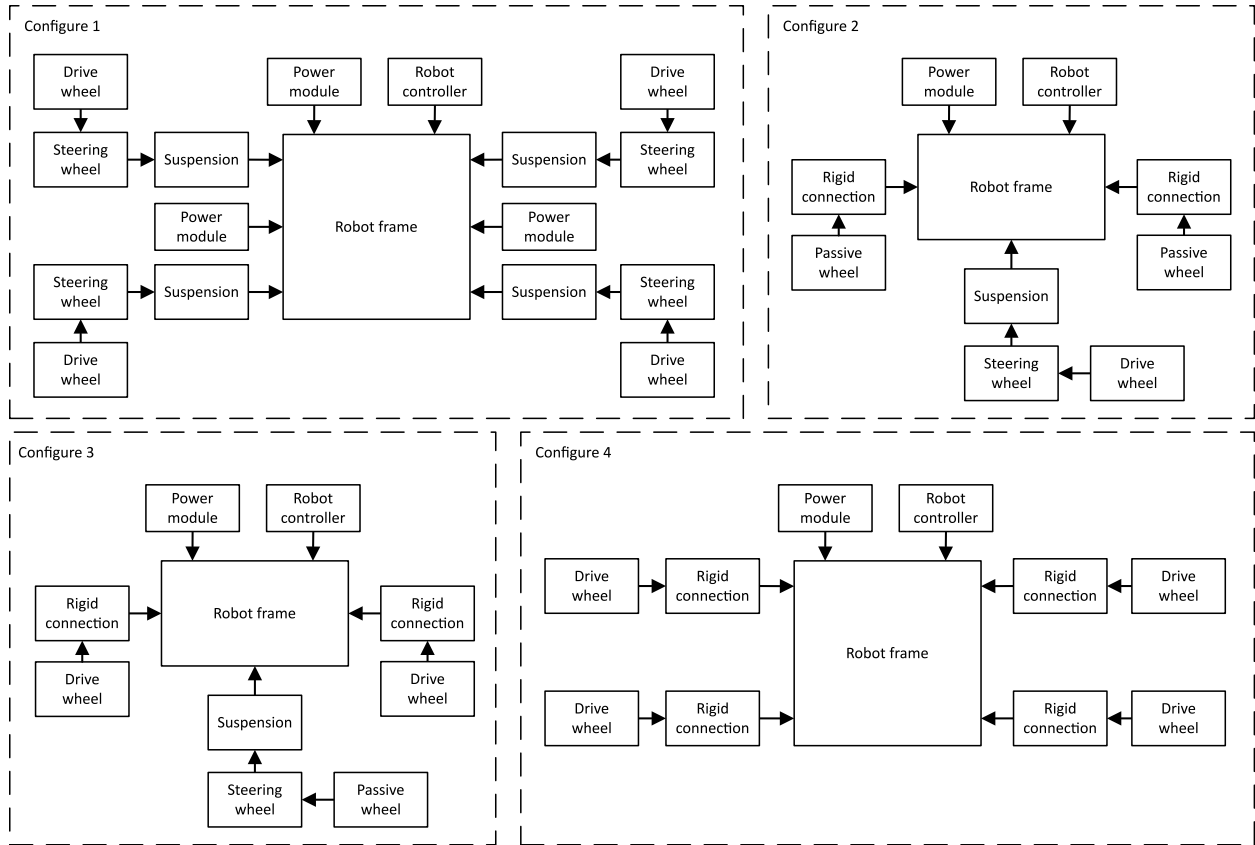 Configure 1
Drive
wheel
Power
module
Robot
controller
Drive
wheel
Steering
wheel
Suspension
Suspension
Steering
wheel
Power
module
Robot frame
Power
module
Steering
wheel
Suspension
Suspension
Steering
wheel
Drive
wheel
Drive
wheel
Configure 2
Power
module
Robot
controller
Rigid
connection
Robot frame
Rigid
connection
Passive
wheel
Passive
wheel
Suspension
Steering
wheel
Drive
wheel
Configure 3
Power
module
Robot
controller
Rigid
connection
Robot frame
Rigid
connection
Drive
wheel
Drive
wheel
Suspension
Steering
wheel
Passive
wheel
Configure 4
Power
module
Robot
controller
Drive
wheel
Rigid
connection
Rigid
connection
Drive
wheel
Robot frame
Drive
wheel
Rigid
connection
Rigid
connection
Drive
wheel